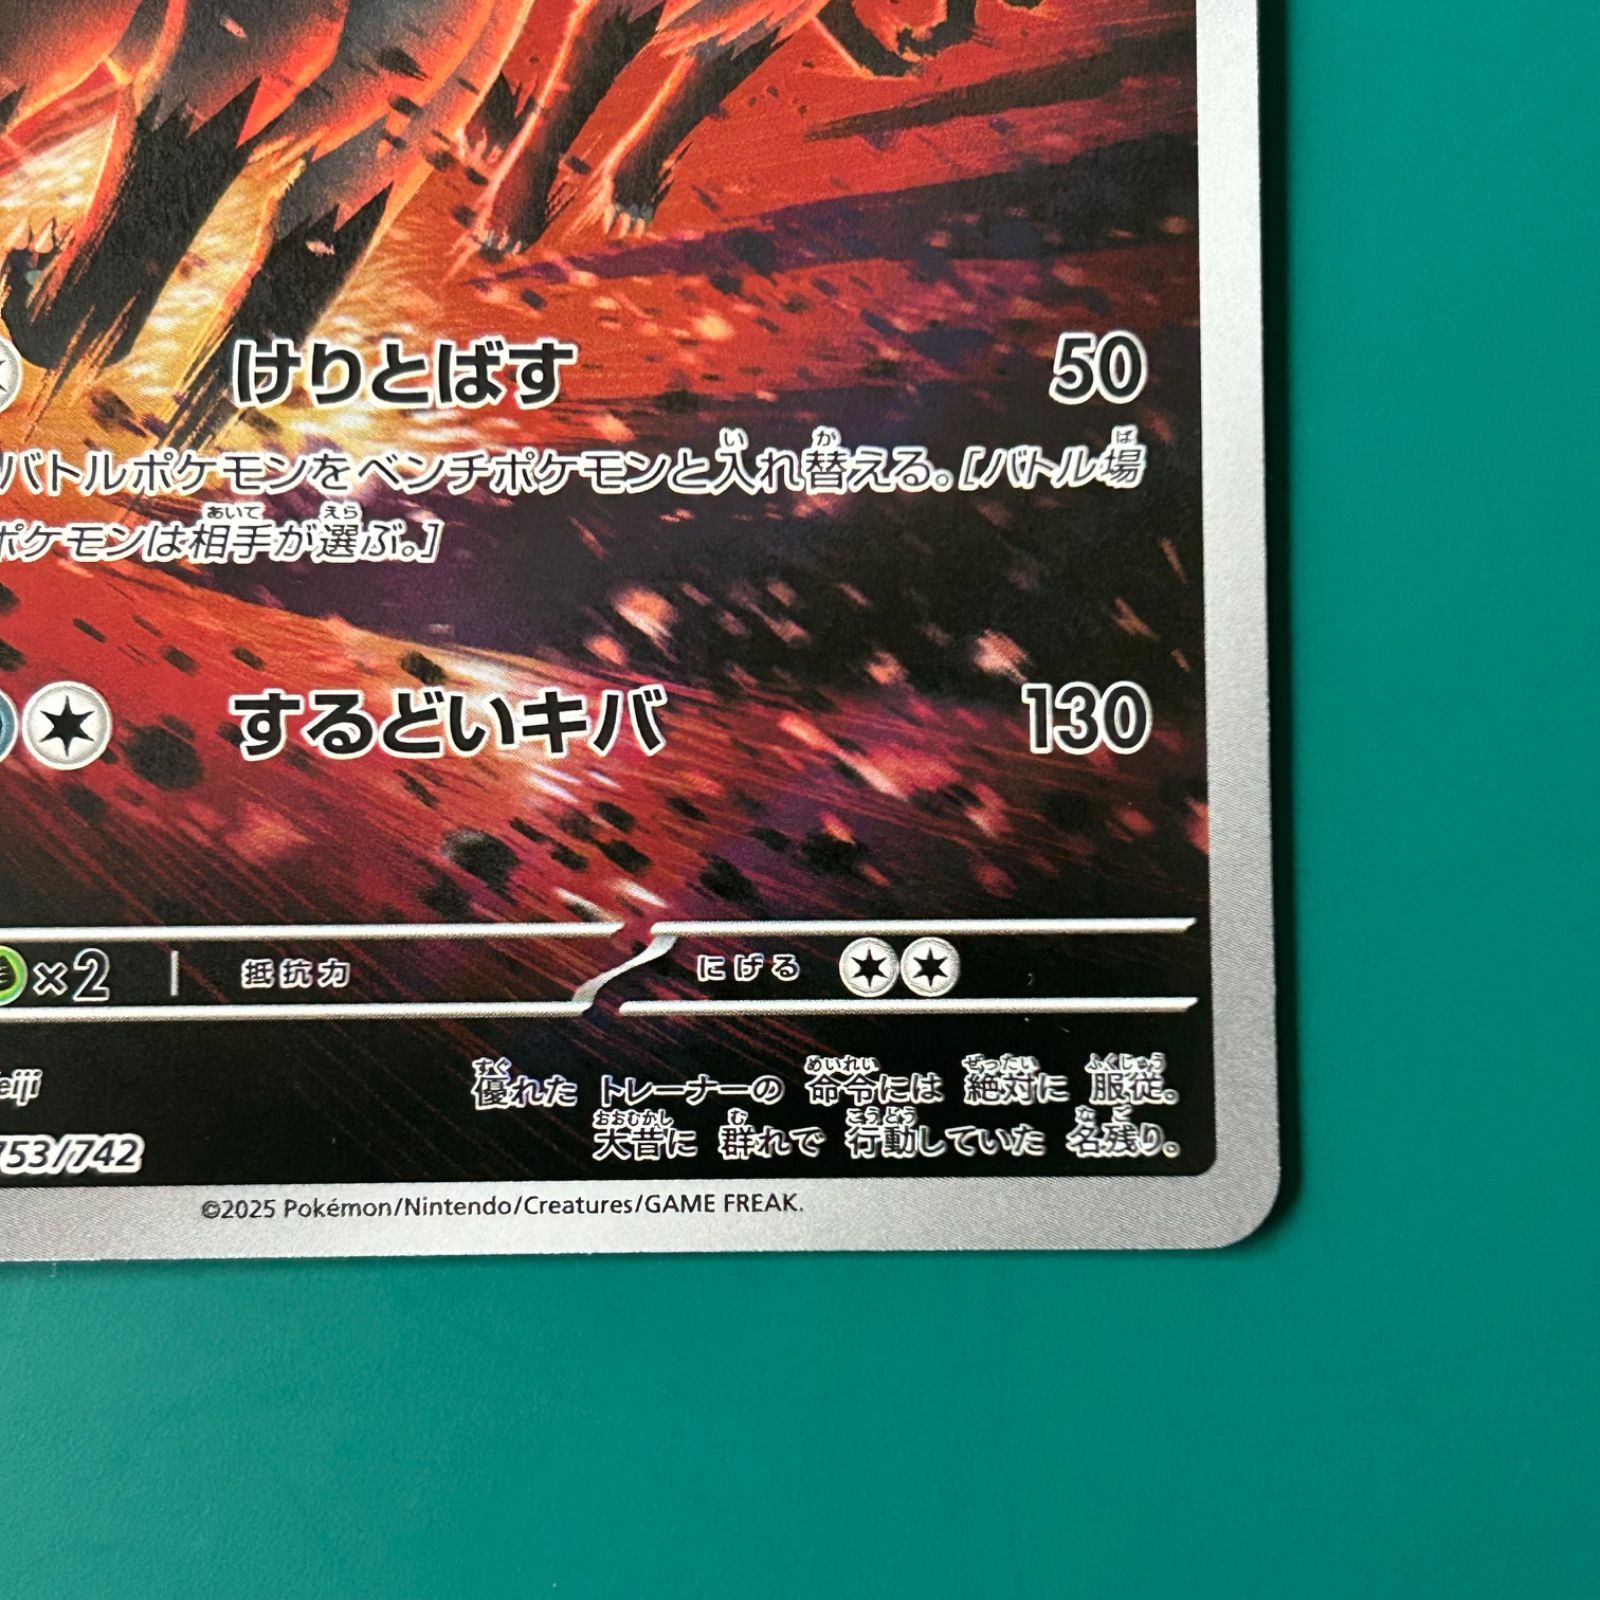 けりとばす 50
バトルポケモンをベンチポケモンと入れ替える。[バトル場
ポケモンは相手が選ぶ。]
するどいキバ 130
×2 抵抗力 にげる
eiji
優れた トレーナーの 命令には 絶対に 服従。
753/742
大昔に 群れで 行動していた 名残り。
©2025 Pokémon/Nintendo/Creatures/GAME FREAK.